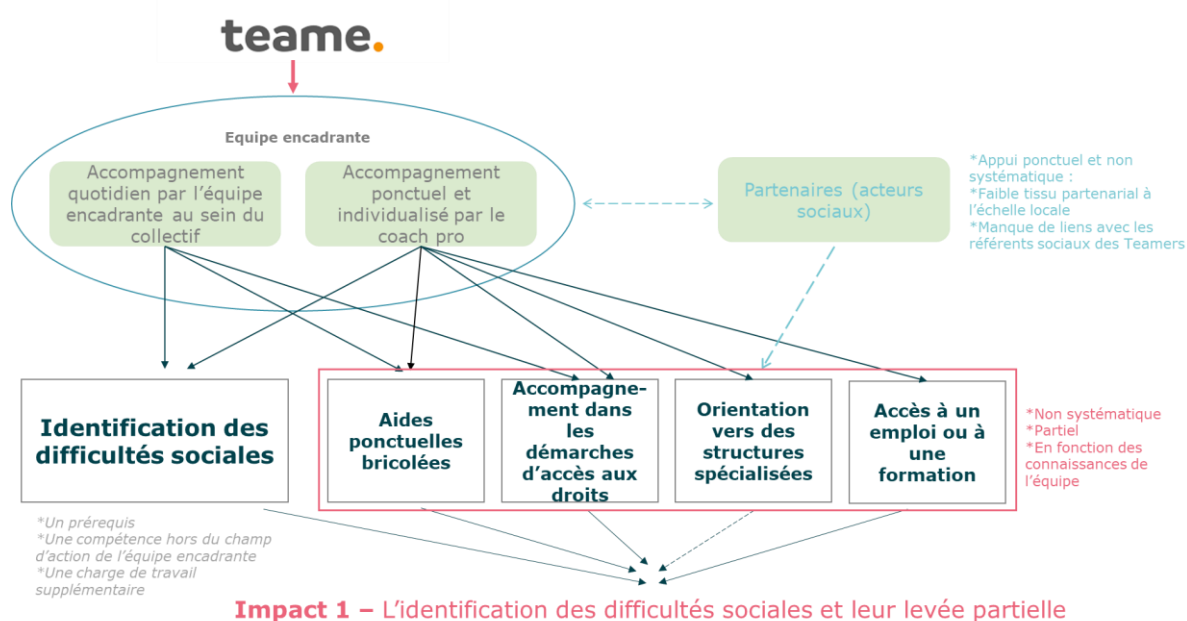 teame.
Equipe encadrante
Accompagnement
quotidien par l'équipe
encadrante au sein du
collectif
Accompagnement
ponctuel et
individualisé par le
coach pro
Partenaires (acteurs
sociaux)
*Appui ponctuel et non
systématique :
*Faible tissu partenarial à
l'échelle locale
*Manque de liens avec les
référents sociaux des Teamers
Identification des
difficultés sociales
Aides
ponctuelles
bricolées
Accompagne-
ment dans
les
démarches
d'accès aux
droits
Orientation
vers des
structures
spécialisées
Accès à un
emploi ou à
une
formation
*Non systématique
*Partiel
*En fonction des
connaissances de
l'équipe
*Un prérequis
*Une compétence hors du champ
d'action de l'équipe encadrante
*Une charge de travail
supplémentaire
Impact 1 – L'identification des difficultés sociales et leur levée partielle